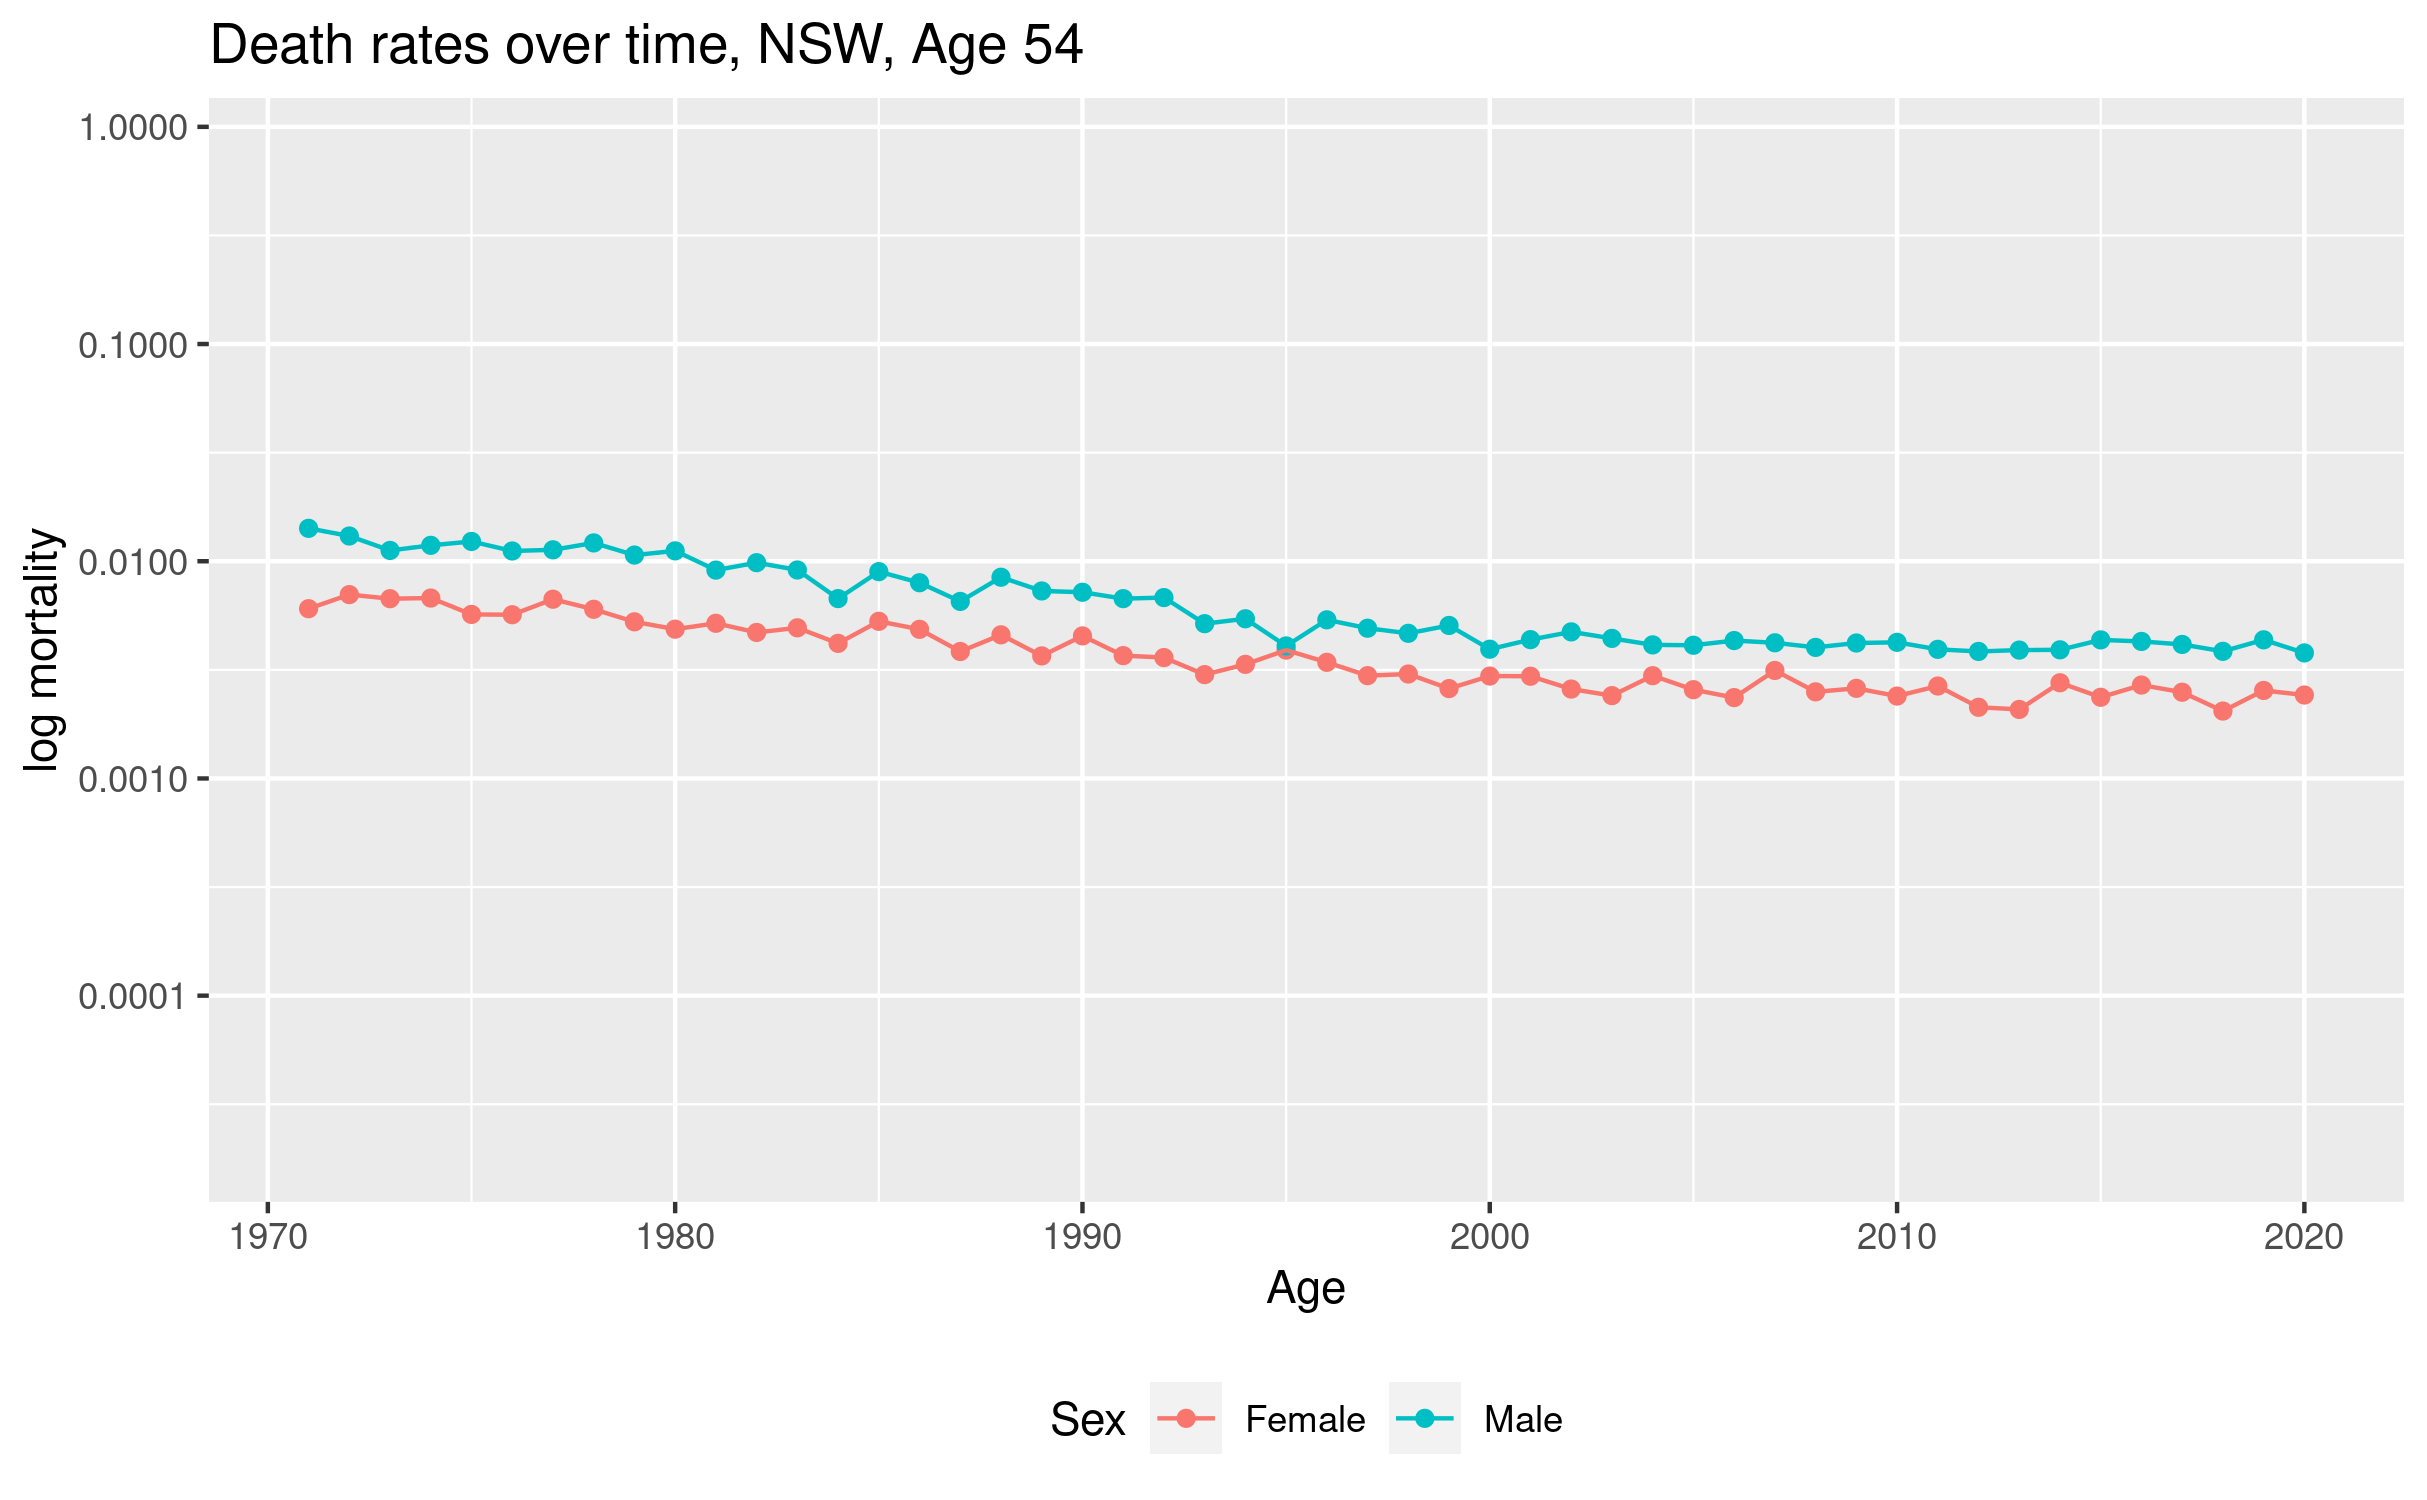 Death rates over time, NSW, Age 54
1.0000
0.1000
0.0100
0.0010
0.0001
log mortality
1970 1980 1990 2000 2010 2020
Age
Sex Female Male